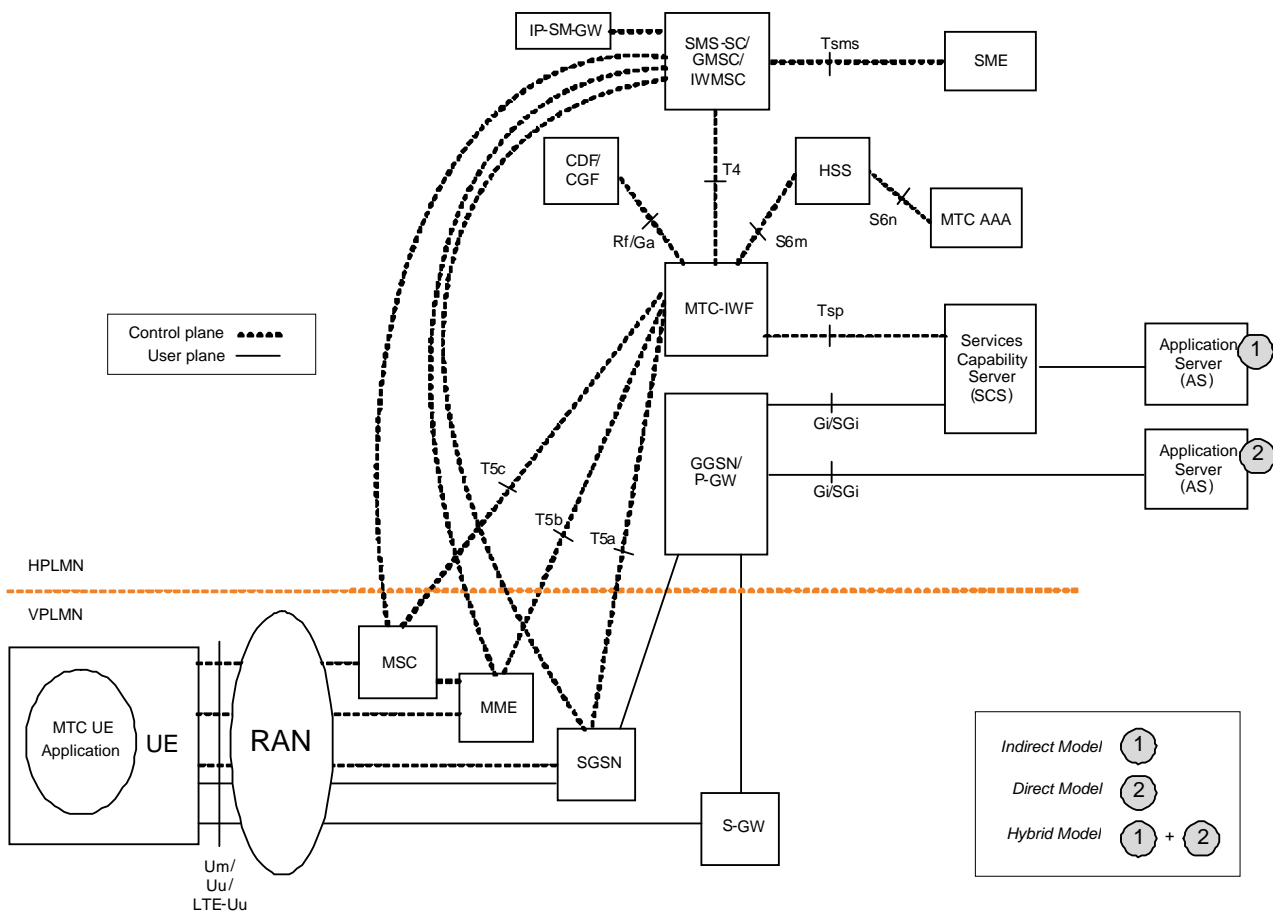 IP-SM-GW
SMS-SC/
GMSC/
IWMSC
Tsms
SME
CDF/
CGF
T4
HSS
S6n
MTC AAA
Rf/Ga
S6m
MTC-IWF
Tsp
Services
Capability
Server
(SCS)
Application
Server
(AS)
1
Control plane
User plane
Gi/SGi
GGSN/
P-GW
Gi/SGi
Application
Server
(AS)
2
T5c
T5b
T5a
HPLMN
VPLMN
MSC
MME
SGSN
S-GW
MTC UE
Application
UE
RAN
Um/
Uu/
LTE-Uu
Indirect Model 1
Direct Model 2
Hybrid Model 1 + 2